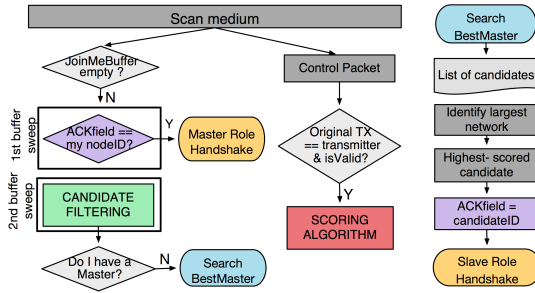 Scan medium
JoinMeBuffer
empty ?
N
1st buffer
sweep
ACKfield ==
my nodeID?
Y
Master Role
Handshake
2nd buffer
sweep
CANDIDATE
FILTERING
Do I have a
Master?
N
Search
BestMaster
Control Packet
Original TX
== transmitter
& isValid?
Y
SCORING
ALGORITHM
Search
BestMaster
List of candidates
Identify largest
network
Highest- scored
candidate
ACKfield =
candidateID
Slave Role
Handshake